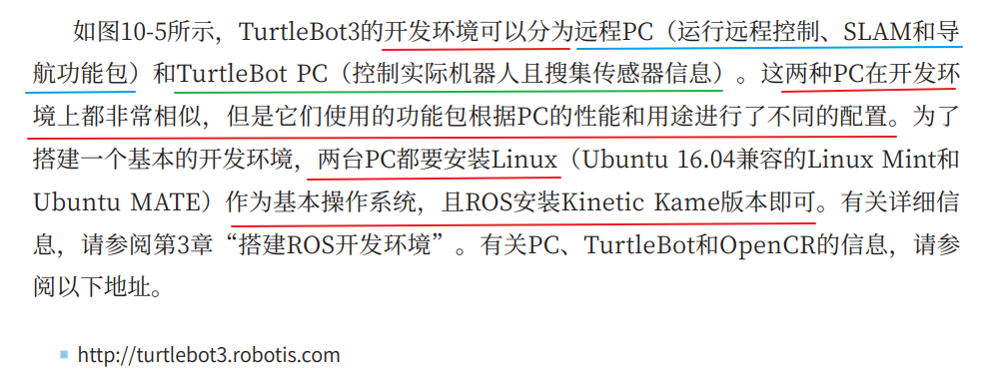 如图10-5所示，TurtleBot3的开发环境可以分为远程PC（运行远程控制、SLAM和导
航功能包）和TurtleBot PC（控制实际机器人且搜集传感器信息）。这两种PC在开发环
境上都非常相似，但是它们使用的功能包根据PC的性能和用途进行了不同的配置。为了
搭建一个基本的开发环境，两台PC都要安装Linux（Ubuntu 16.04兼容的Linux Mint和
Ubuntu MATE）作为基本操作系统，且ROS安装Kinetic Kame版本即可。有关详细信
息，请参阅第3章“搭建ROS开发环境”。有关PC、TurtleBot和OpenCR的信息，请参
阅以下地址。
http://turtlebot3.robotis.com